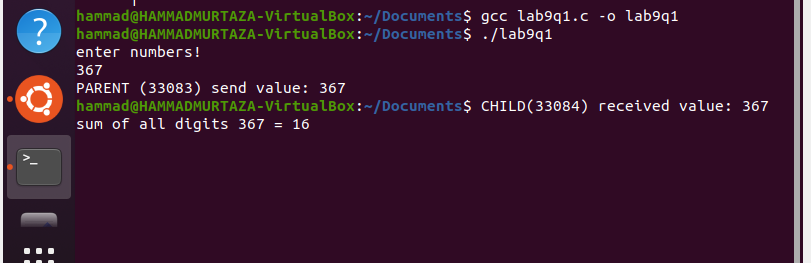 hammad@HAMMADMURTAZA-VirtualBox:~/Documents$ gcc lab9q1.c -o lab9q1
hammad@HAMMADMURTAZA-VirtualBox:~/Documents$ ./lab9q1
enter numbers!
367
PARENT (33083) send value: 367
hammad@HAMMADMURTAZA-VirtualBox:~/Documents$ CHILD(33084) received value: 367
sum of all digits 367 = 16
?
>_